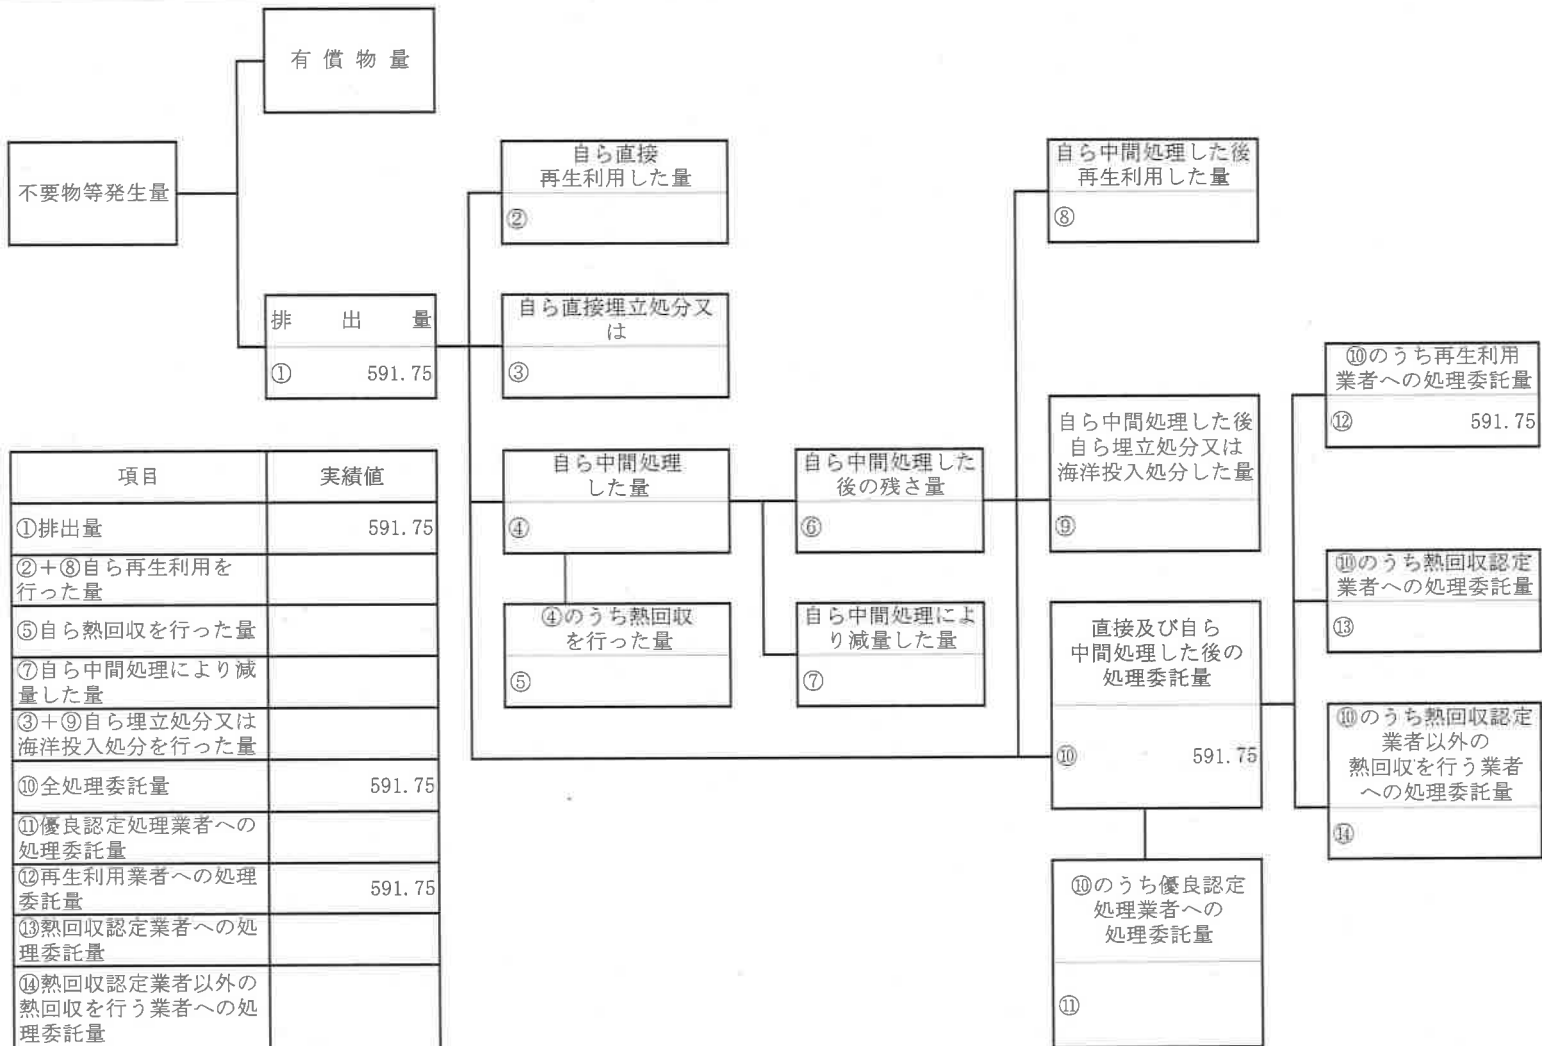 有償物量
不要物等発生量
排出量
① 591.75
自ら直接
再生利用した量
②
自ら直接埋立処分又
は
③
自ら中間処理
した量
④
④のうち熱回収
を行った量
⑤
自ら中間処理した
後の残さ量
⑥
自ら中間処理によ
り減量した量
⑦
自ら中間処理した後
再生利用した量
⑧
自ら中間処理した後
自ら埋立処分又は
海洋投入処分した量
⑨
直接及び自ら
中間処理した後の
処理委託量
⑩ 591.75
⑩のうち優良認定
処理業者への
処理委託量
⑪
⑩のうち再生利用
業者への処理委託量
⑫ 591.75
⑩のうち熱回収認定
業者への処理委託量
⑬
⑩のうち熱回収認定
業者以外の
熱回収を行う業者
への処理委託量
⑭
項目 実績値
①排出量 591.75
②+⑧自ら再生利用を
行った量
⑤自ら熱回収を行った量
⑦自ら中間処理により減
量した量
③+⑨自ら埋立処分又は
海洋投入処分を行った量
⑩全処理委託量 591.75
⑪優良認定処理業者への
処理委託量
⑫再生利用業者への処理
委託量 591.75
⑬熱回収認定業者への処
理委託量
⑭熱回収認定業者以外の
熱回収を行う業者への処
理委託量